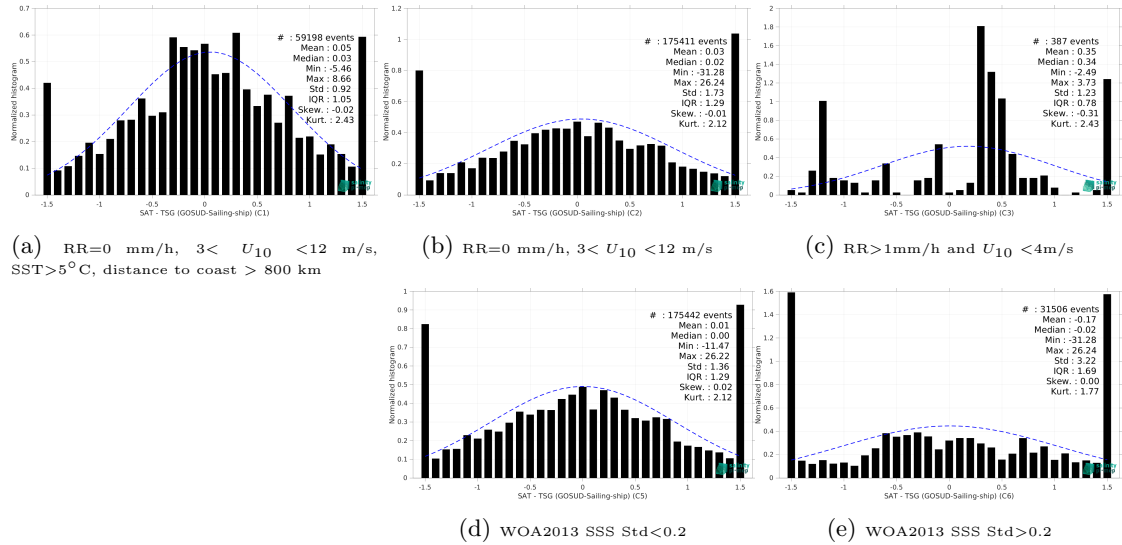 0.7
0.6
0.5
0.4
0.3
0.2
0.1
0
Normalized histogram
# : 59198 events
Mean : 0.05
Median : 0.03
Min : -5.46
Max : 8.66
Std : 0.92
IQR : 1.05
Skew. : -0.02
Kurt. : 2.43
-1.5 -1 -0.5 0 0.5 1 1.5
SAT - TSG (GOSUD-Sailing-ship) (C1)
(a) RR=0 mm/h, 3< U10 <12 m/s,
SST>5°C, distance to coast > 800 km
1.2
1
0.8
0.6
0.4
0.2
0
Normalized histogram
# : 175411 events
Mean : 0.03
Median : 0.02
Min : -31.28
Max : 26.24
Std : 1.73
IQR : 1.29
Skew. : -0.01
Kurt. : 2.12
-1.5 -1 -0.5 0 0.5 1 1.5
SAT - TSG (GOSUD-Sailing-ship) (C2)
(b) RR=0 mm/h, 3< U10 <12 m/s
2
1.8
1.6
1.4
1.2
1
0.8
0.6
0.4
0.2
0
Normalized histogram
# : 387 events
Mean : 0.35
Median : 0.34
Min : -2.49
Max : 3.73
Std : 1.23
IQR : 0.78
Skew. : -0.31
Kurt. : 2.43
-1.5 -1 -0.5 0 0.5 1 1.5
SAT - TSG (GOSUD-Sailing-ship) (C3)
(c) RR>1mm/h and U10 <4m/s
1
0.9
0.8
0.7
0.6
0.5
0.4
0.3
0.2
0.1
0
Normalized histogram
# : 175442 events
Mean : 0.01
Median : 0.00
Min : -11.47
Max : 26.22
Std : 1.36
IQR : 1.29
Skew. : 0.02
Kurt. : 2.12
-1.5 -1 -0.5 0 0.5 1 1.5
SAT - TSG (GOSUD-Sailing-ship) (C5)
(d) WOA2013 SSS Std<0.2
1.6
1.4
1.2
1
0.8
0.6
0.4
0.2
0
Normalized histogram
# : 31506 events
Mean : -0.17
Median : -0.02
Min : -31.28
Max : 26.24
Std : 3.22
IQR : 1.69
Skew. : 0.00
Kurt. : 1.77
-1.5 -1 -0.5 0 0.5 1 1.5
SAT - TSG (GOSUD-Sailing-ship) (C6)
(e) WOA2013 SSS Std>0.2